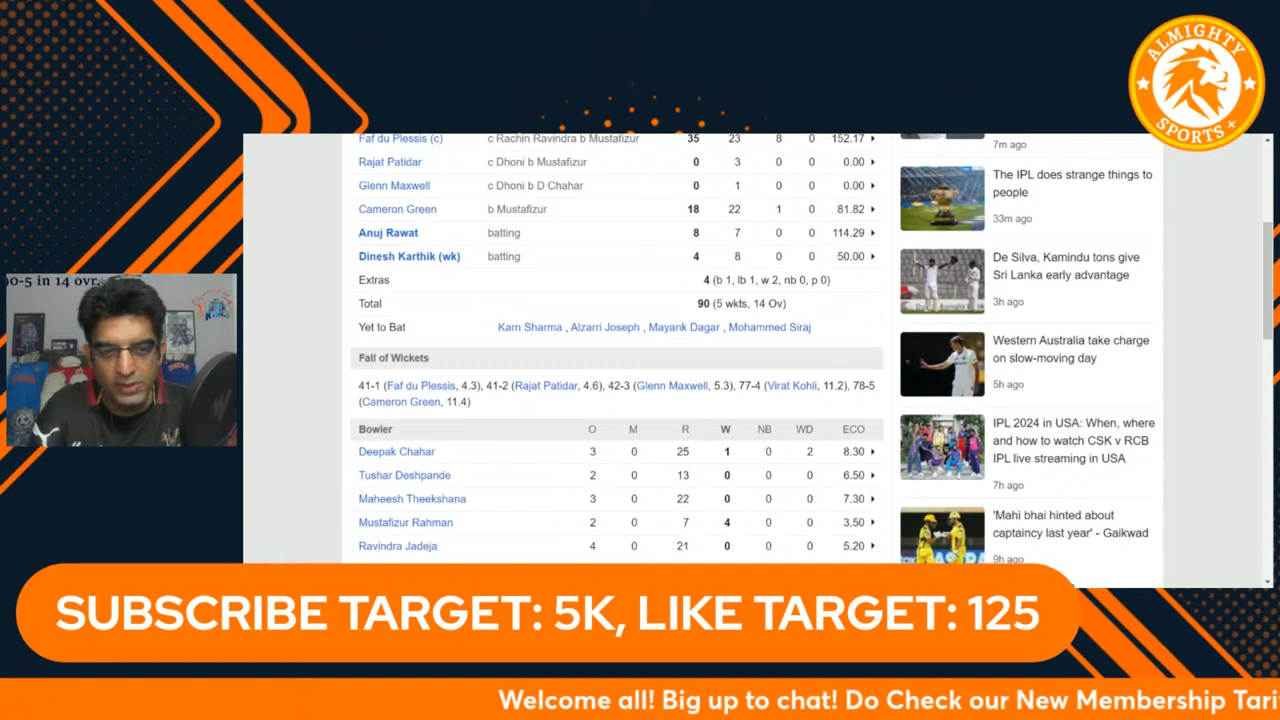 ALMIGHTY
SPORTS+
Faf du Plessis (c) c Rachin Ravindra b Mustafizur 35 23 8 0 152.17
Rajat Patidar c Dhoni b Mustafizur 0 3 0 0 0.00
Glenn Maxwell c Dhoni b D Chahar 0 1 0 0 0.00
Cameron Green b Mustafizur 18 22 1 0 81.82
Anuj Rawat batting 8 7 0 0 114.29
Dinesh Karthik (wk) batting 4 8 0 0 50.00
Extras 4 (b 1, lb 1, w 2, nb 0, p 0)
Total 90 (5 wkts, 14 Ov)
Yet to Bat Karn Sharma , Alzarri Joseph , Mayank Dagar , Mohammed Siraj
Fall of Wickets
41-1 (Faf du Plessis, 4.3), 41-2 (Rajat Patidar, 4.6), 42-3 (Glenn Maxwell, 5.3), 77-4 (Virat Kohli, 11.2), 78-5
(Cameron Green, 11.4)
Bowler O M R W NB WD ECO
Deepak Chahar 3 0 25 1 0 2 8.30
Tushar Deshpande 2 0 13 0 0 0 6.50
Maheesh Theekshana 3 0 22 0 0 0 7.30
Mustafizur Rahman 2 0 7 4 0 0 3.50
Ravindra Jadeja 4 0 21 0 0 0 5.20
7m ago
The IPL does strange things to
people
33m ago
De Silva, Kamindu tons give
Sri Lanka early advantage
3h ago
Western Australia take charge
on slow-moving day
5h ago
IPL 2024 in USA: When, where
and how to watch CSK v RCB
IPL live streaming in USA
7h ago
'Mahi bhai hinted about
captaincy last year' - Gaikwad
9h ago
0-5 in 14 ovr.
SUBSCRIBE TARGET: 5K, LIKE TARGET: 125
Welcome all! Big up to chat! Do Check our New Membership Tari